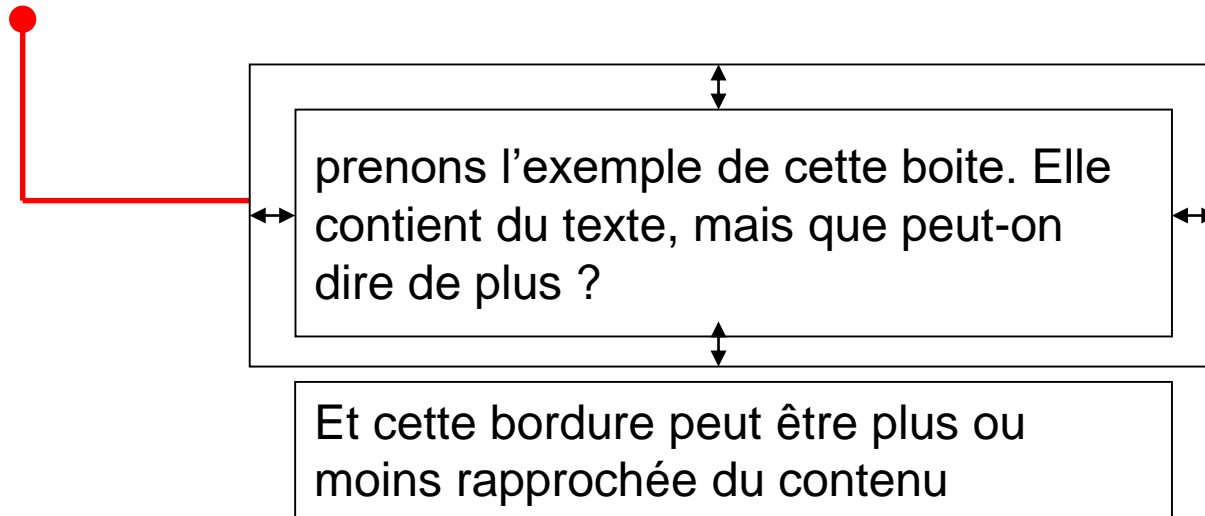 prenons l’exemple de cette boite. Elle
contient du texte, mais que peut-on
dire de plus ?
Et cette bordure peut être plus ou
moins rapprochée du contenu